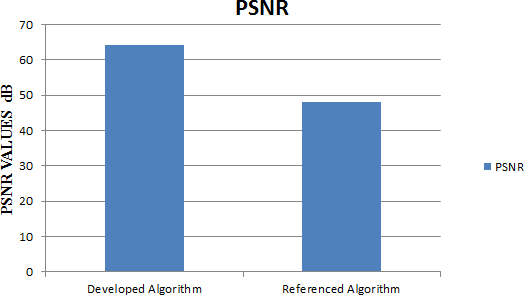 PSNR
PSNR VALUES dB
70
60
50
40
30
20
10
0
Developed Algorithm
Referenced Algorithm
PSNR